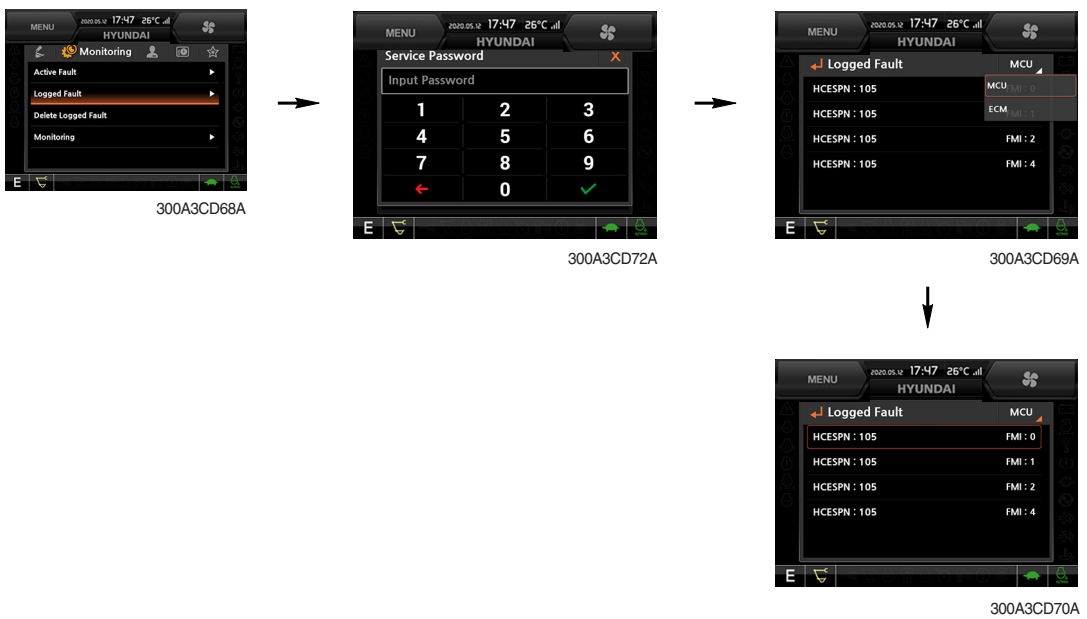 MENU
2020.05.12 17:47 26°C
HYUNDAI
Monitoring
Active Fault
Logged Fault
Delete Logged Fault
Monitoring
E
300A3CD68A
MENU
2020.05.12 17:47 26°C
HYUNDAI
Service Password
X
Input Password
1 2 3
4 5 6
7 8 9
0
E
300A3CD72A
MENU
2020.05.12 17:47 26°C
HYUNDAI
Logged Fault MCU
HCESPN : 105 MCU FMI : 0
HCESPN : 105 ECM FMI : 1
HCESPN : 105 FMI : 2
HCESPN : 105 FMI : 4
E
300A3CD69A
MENU
2020.05.12 17:47 26°C
HYUNDAI
Logged Fault MCU
HCESPN : 105 FMI : 0
HCESPN : 105 FMI : 1
HCESPN : 105 FMI : 2
HCESPN : 105 FMI : 4
E
300A3CD70A